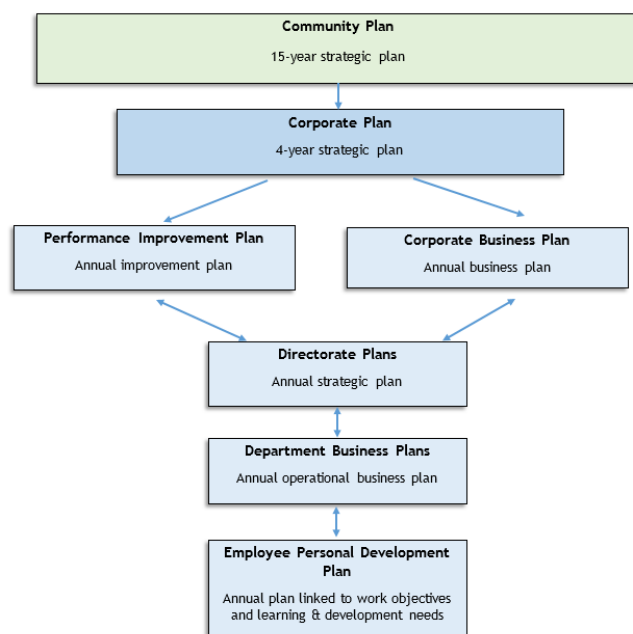 Community Plan
15-year strategic plan
Corporate Plan
4-year strategic plan
Performance Improvement Plan
Annual improvement plan
Corporate Business Plan
Annual business plan
Directorate Plans
Annual strategic plan
Department Business Plans
Annual operational business plan
Employee Personal Development
Plan
Annual plan linked to work objectives
and learning & development needs